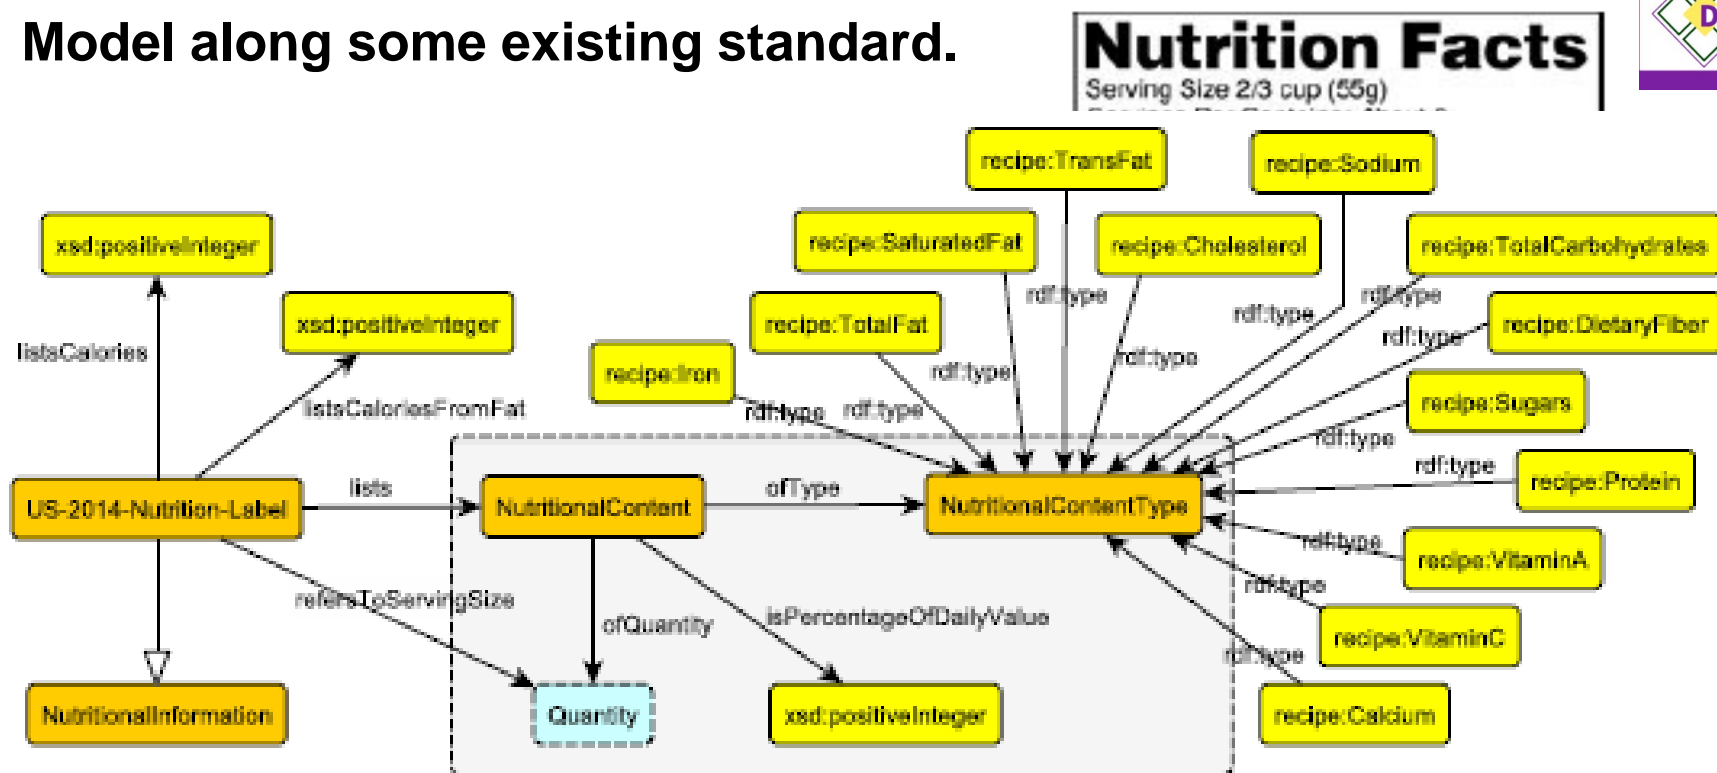 Model along some existing standard.
Nutrition Facts
Serving Size 2/3 cup (55g)
D
recipe:TransFat
recipe:Sodium
xsd:positiveInteger
recipe:SaturatedFat
recipe:Cholesterol
recipe:TotalCarbohydrates
rdf:type
rdf:type
rdf:type
xsd:positiveInteger
recipe:TotalFat
recipe:DietaryFiber
rdf:type
listsCalories
rdf:type
rdf:type
recipe:Iron
recipe:Sugars
listsCaloriesFromFat
rdf:type
rdf:type
rdf:type
rdf:type
recipe:Protein
lists
ofType
US-2014-Nutrition-Label
NutritionalContent
NutritionalContentType
rdf:type
recipe:VitaminA
rdf:type
refersToServingSize
ofQuantity
isPercentageOfDailyValue
recipe:VitaminC
rdf:type
NutritionalInformation
Quantity
xsd:positiveInteger
recipe:Calcium